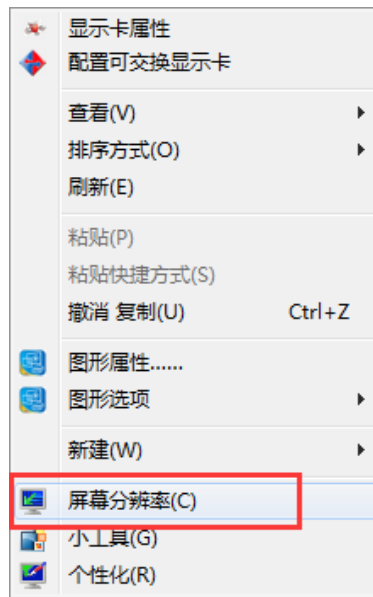 显示卡属性
配置可交换显示卡
查看(V)
排序方式(O)
刷新(E)
粘贴(P)
粘贴快捷方式(S)
撤消 复制(U) Ctrl+Z
图形属性......
图形选项
新建(W)
屏幕分辨率(C)
小工具(G)
个性化(R)